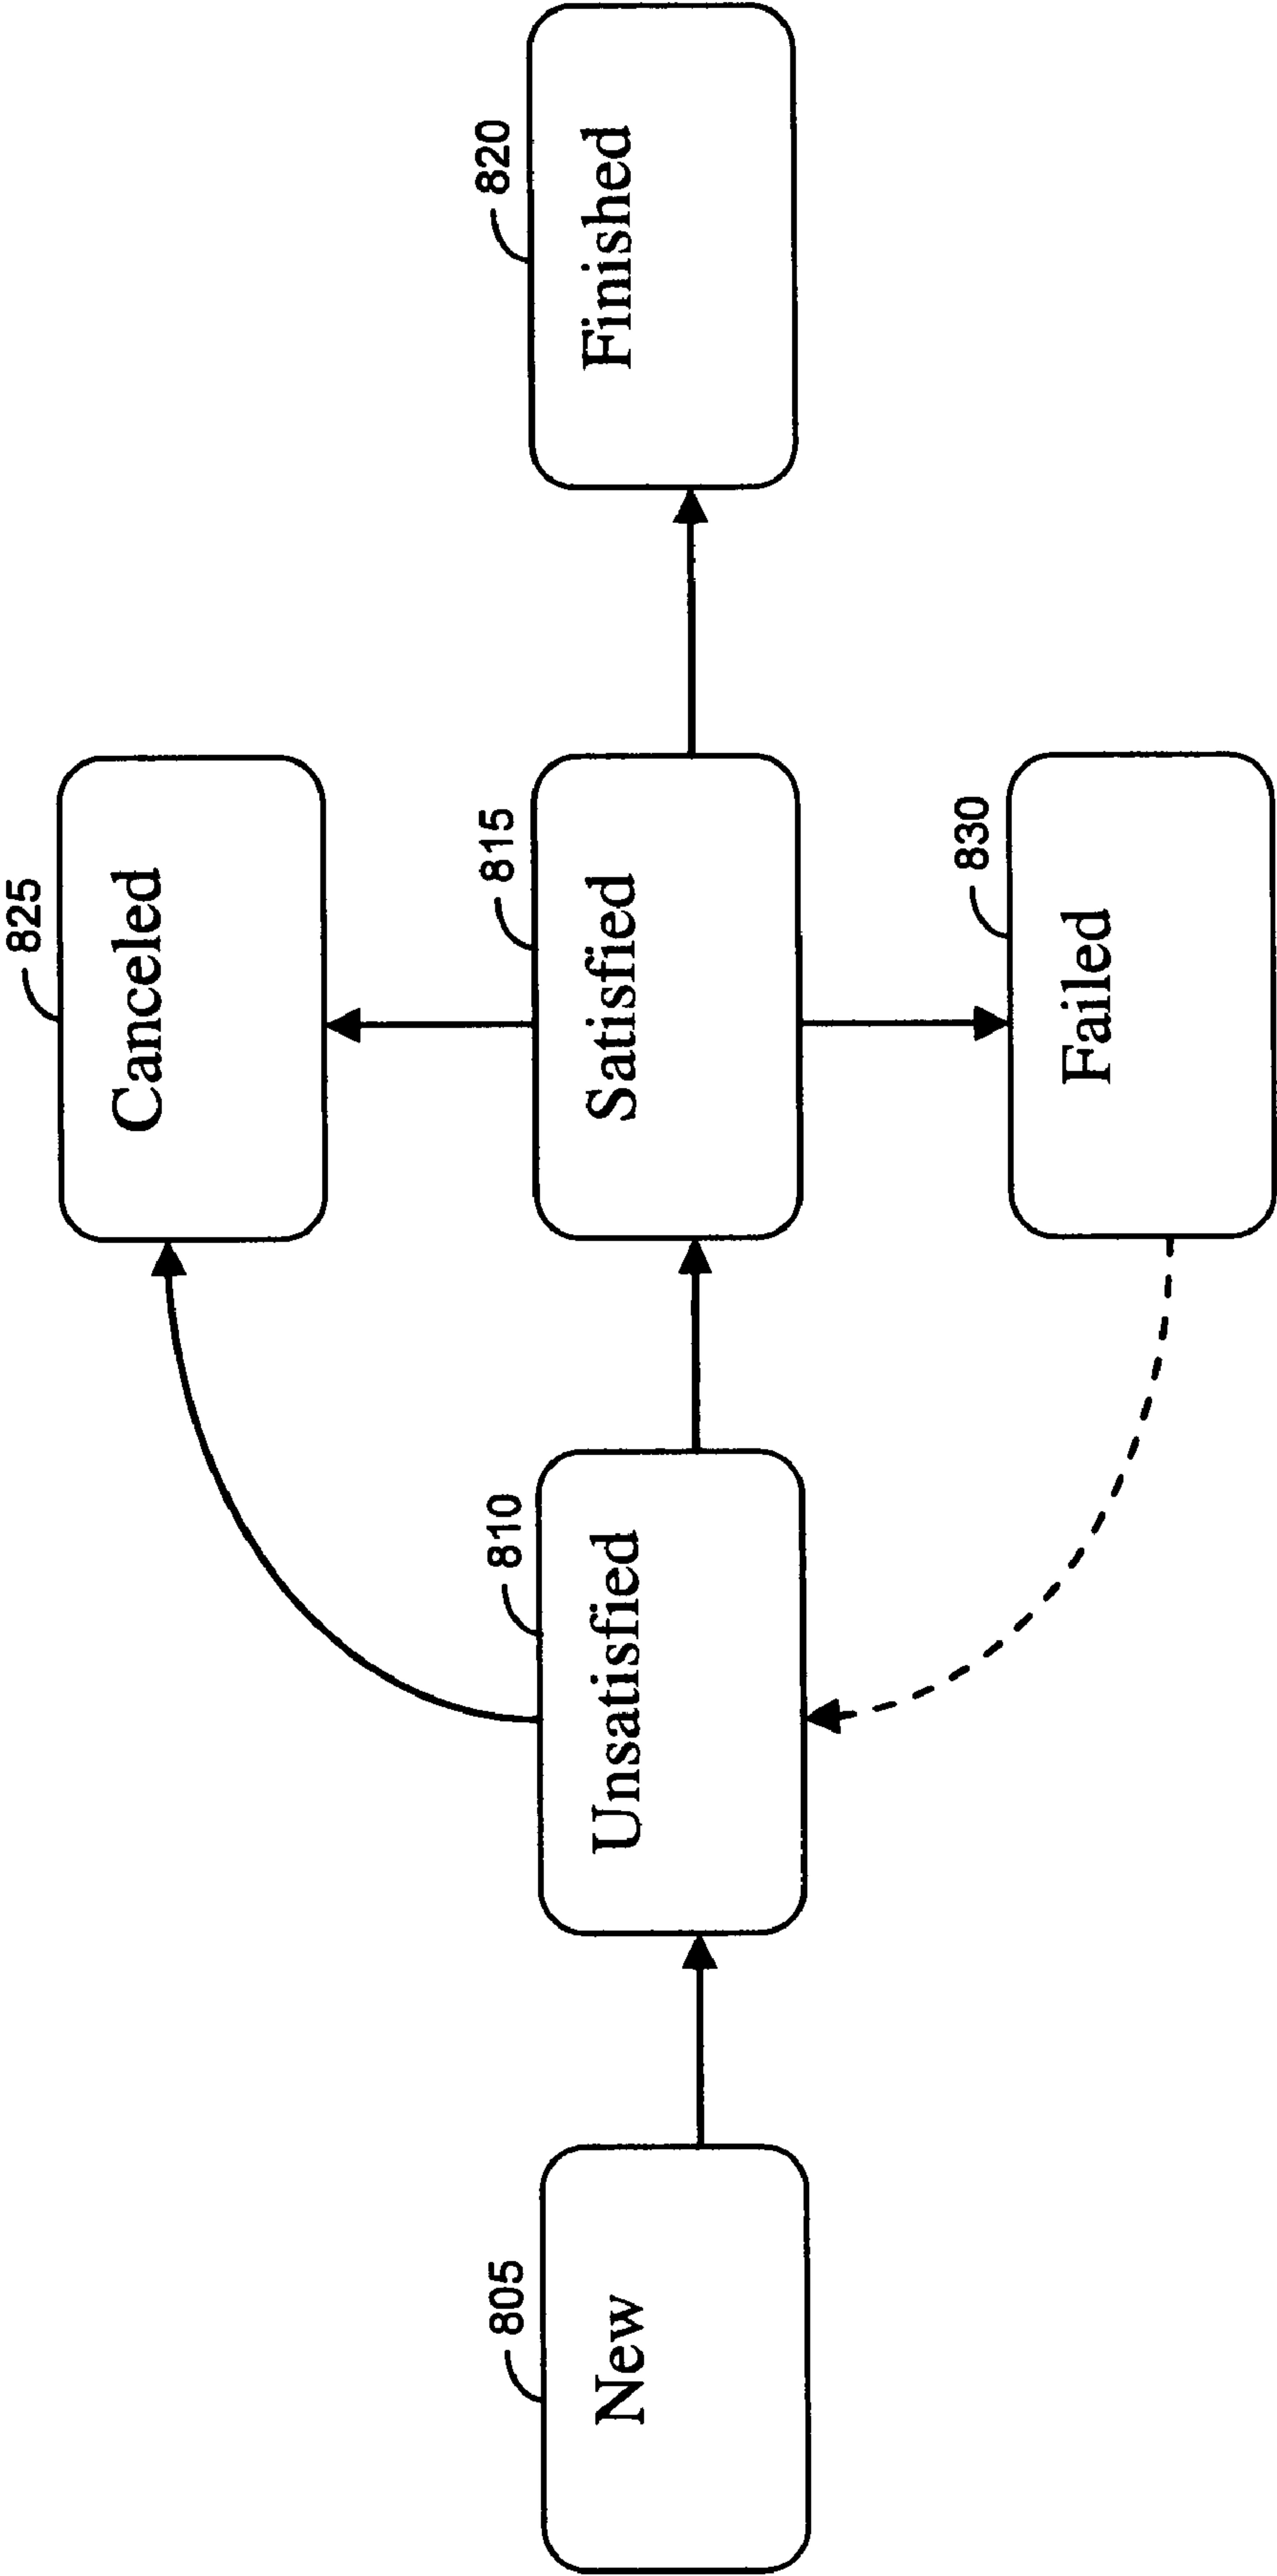 825
Canceled
805
New
810
Unsatisfied
815
Satisfied
820
Finished
830
Failed